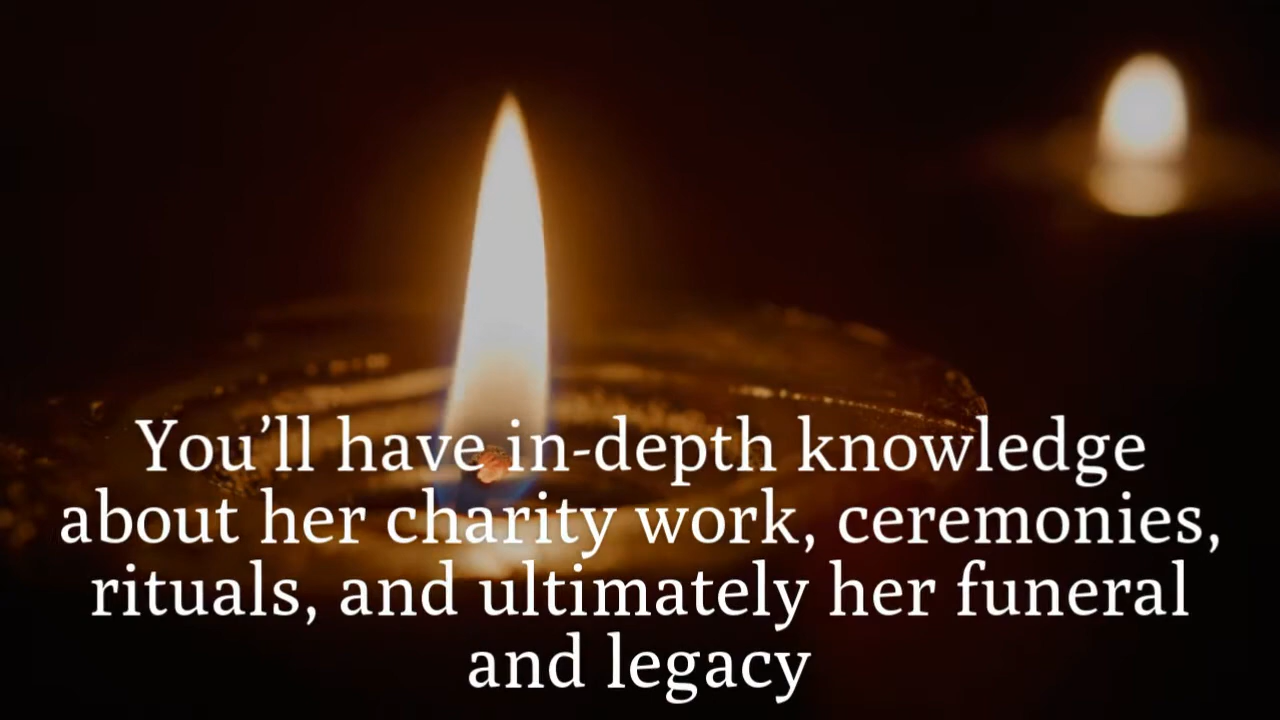 You’ll have in-depth knowledge
about her charity work, ceremonies,
rituals, and ultimately her funeral
and legacy